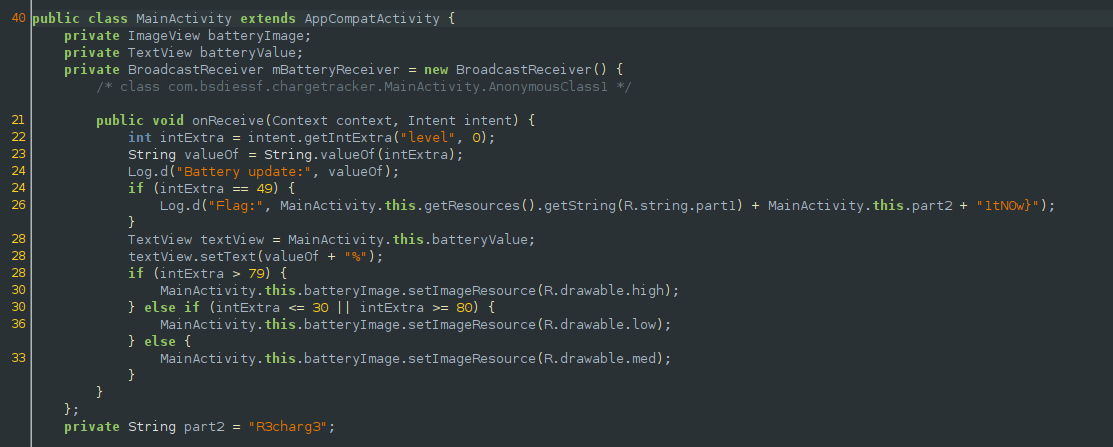 40 public class MainActivity extends AppCompatActivity {
    private ImageView batteryImage;
    private TextView batteryValue;
    private BroadcastReceiver mBatteryReceiver = new BroadcastReceiver() {
        /* class com.bsdiessf.chargetracker.MainActivity.AnonymousClass1 */
21         public void onReceive(Context context, Intent intent) {
22             int intExtra = intent.getIntExtra("level", 0);
23             String valueOf = String.valueOf(intExtra);
24             Log.d("Battery update:", valueOf);
24             if (intExtra == 49) {
26                 Log.d("Flag:", MainActivity.this.getResources().getString(R.string.part1) + MainActivity.this.part2 + "1tN0w}");
            }
28             TextView textView = MainActivity.this.batteryValue;
28             textView.setText(valueOf + "%");
28             if (intExtra > 79) {
30                 MainActivity.this.batteryImage.setImageResource(R.drawable.high);
30             } else if (intExtra <= 30 || intExtra >= 80) {
36                 MainActivity.this.batteryImage.setImageResource(R.drawable.low);
            } else {
33                 MainActivity.this.batteryImage.setImageResource(R.drawable.med);
            }
        }
    };
    private String part2 = "R3charg3";